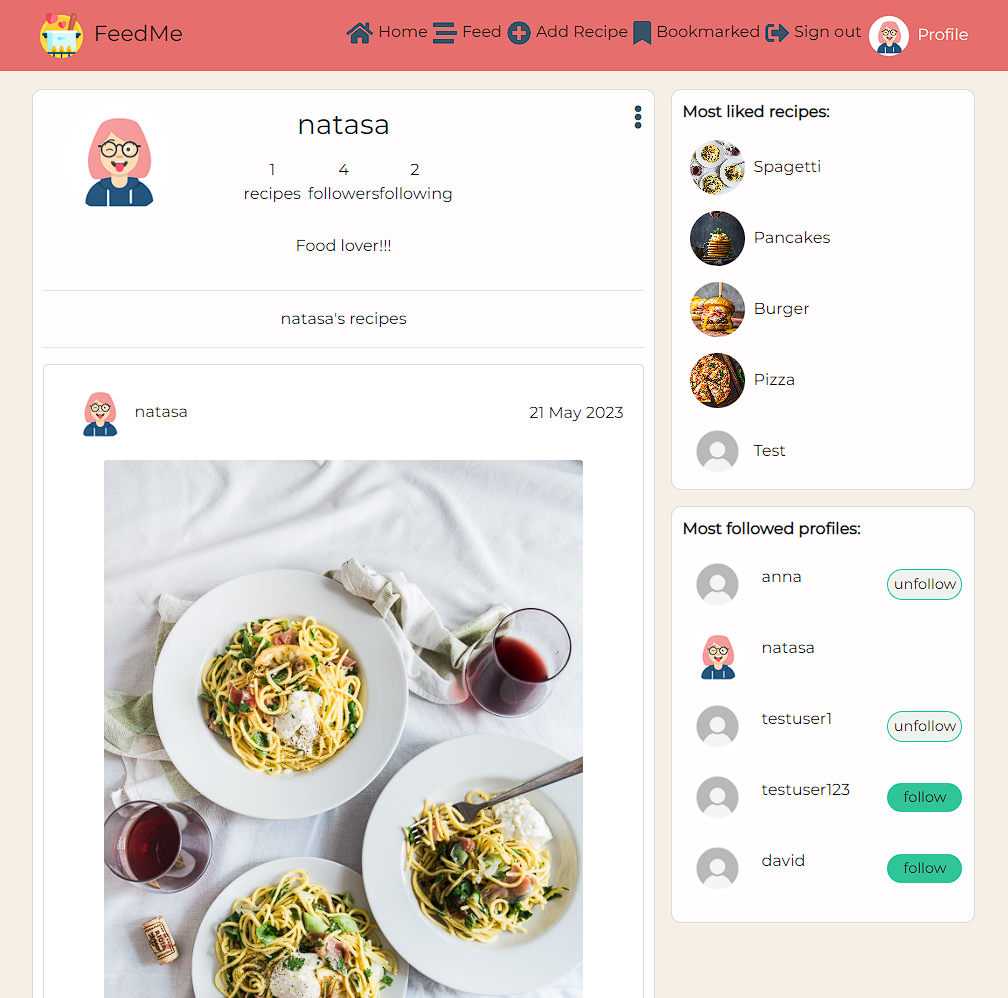 FeedMe
Home Feed Add Recipe Bookmarked Sign out Profile
natasa
1 4 2
recipes followersfollowing
Food lover!!!
natasa's recipes
natasa 21 May 2023
Most liked recipes:
Spagetti
Pancakes
Burger
Pizza
Test
Most followed profiles:
anna unfollow
natasa
testuser1 unfollow
testuser123 follow
david follow